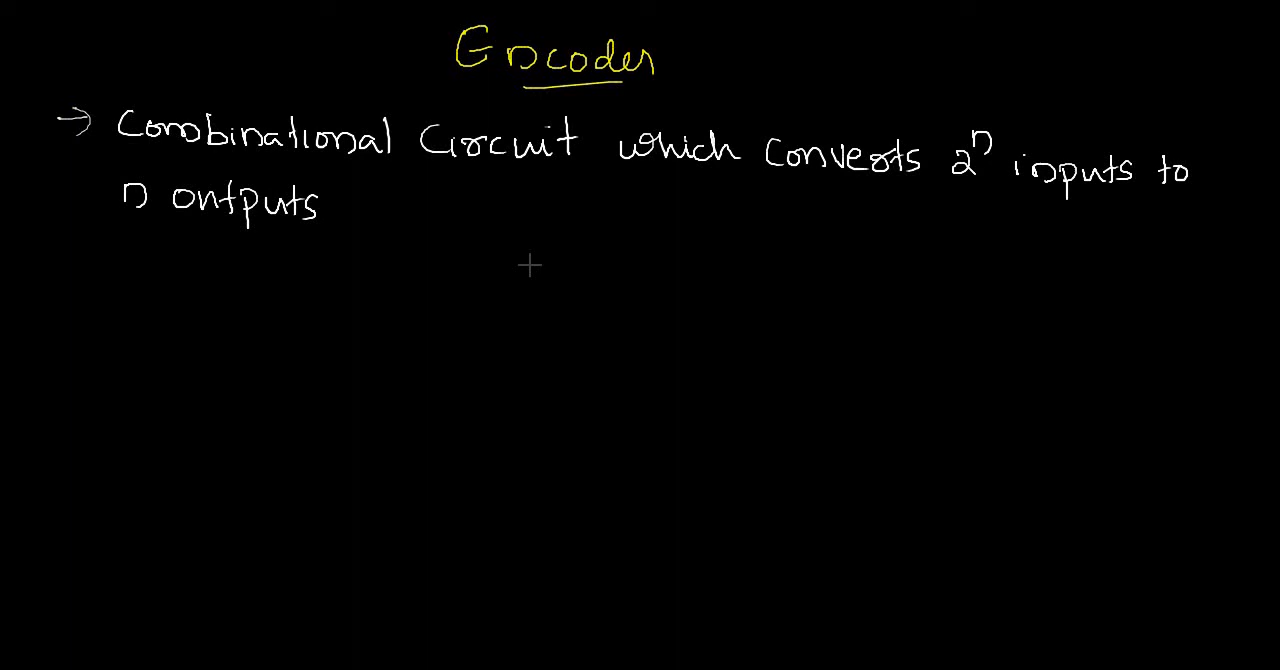 Encoder
→ Combinational Circuit which converts 2ⁿ inputs to
n outputs